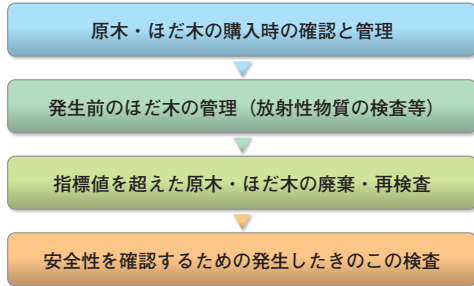 原木・ほだ木の購入時の確認と管理
発生前のほだ木の管理（放射性物質の検査等）
指標値を超えた原木・ほだ木の廃棄・再検査
安全性を確認するための発生したきのこの検査